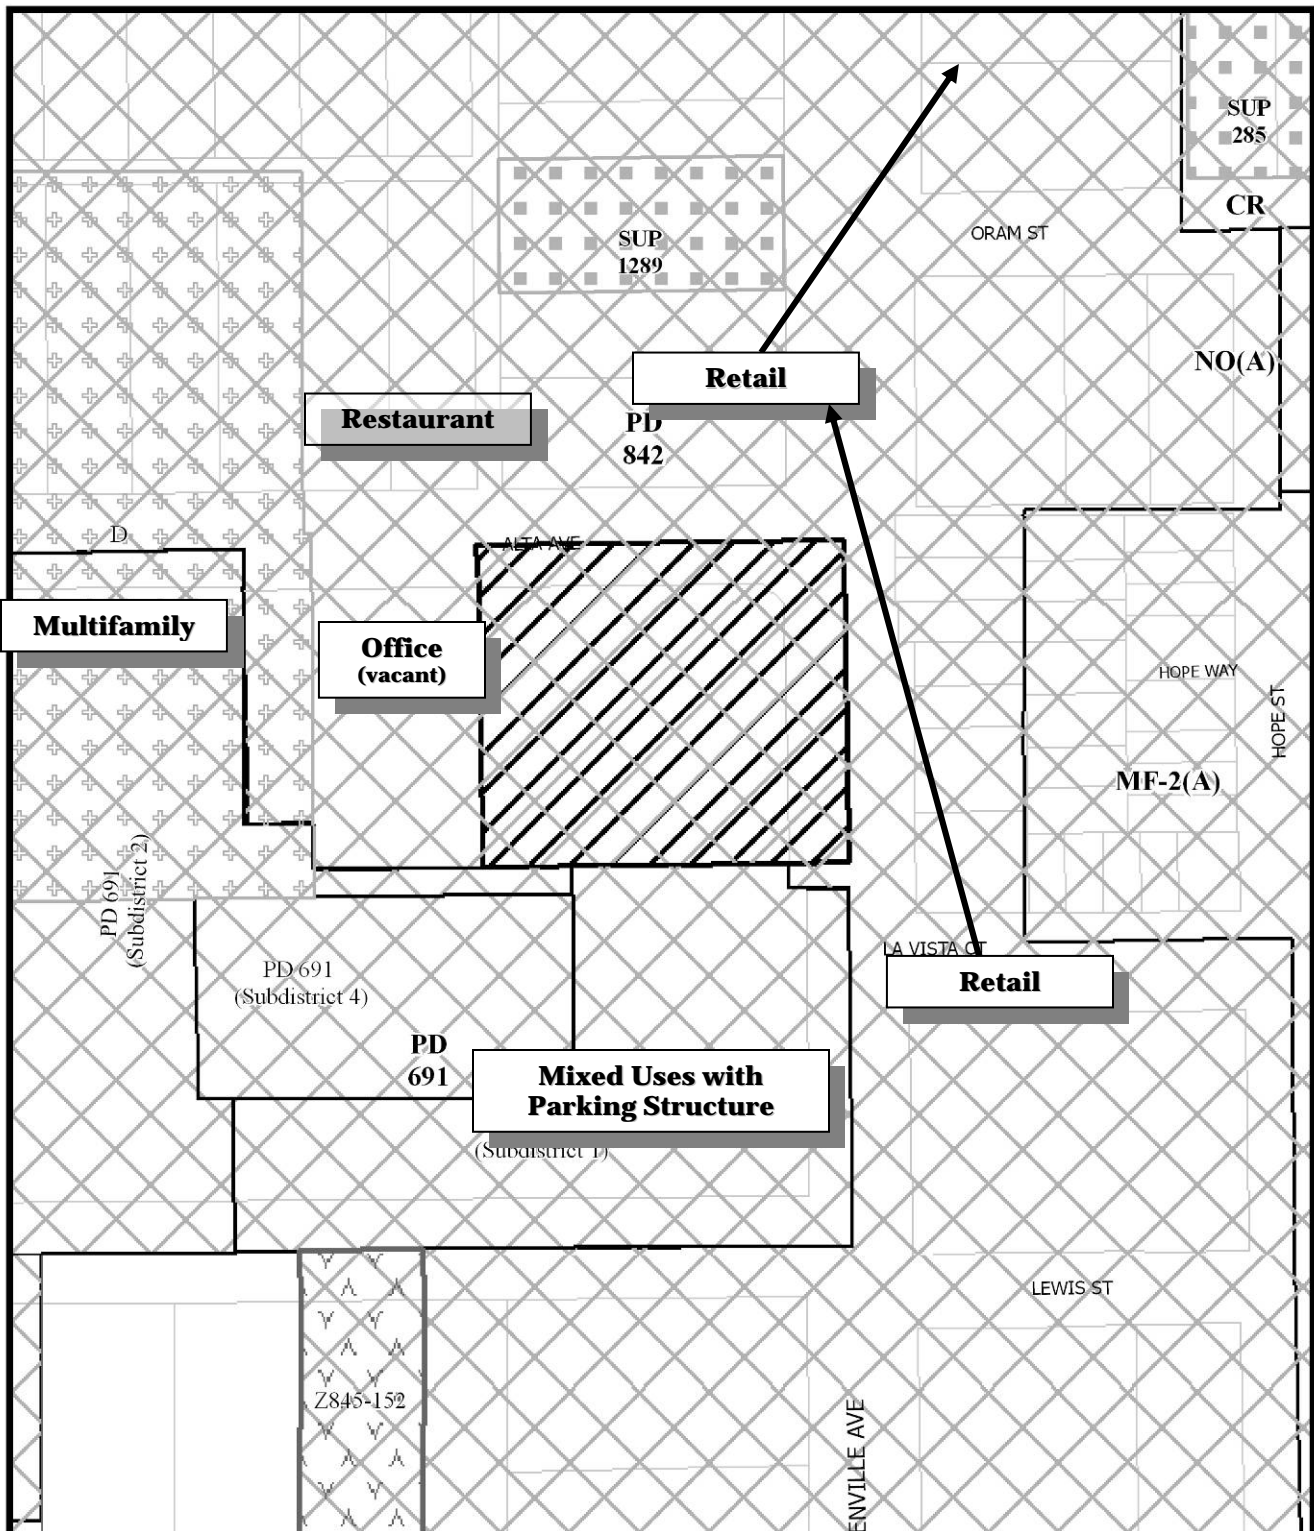 SUP
285
CR
ORAM ST
SUP
1289
NO(A)
Retail
Restaurant
PD
842
D
ALTA AVE
Multifamily
Office
(vacant)
HOPE WAY
HOPE ST
MF-2(A)
PD 691
(Subdistrict 2)
LA VISTA CT
Retail
PD 691
(Subdistrict 4)
PD
691
Mixed Uses with
Parking Structure
(Subdistrict 1)
LEWIS ST
Z845-152
ENVILLE AVE